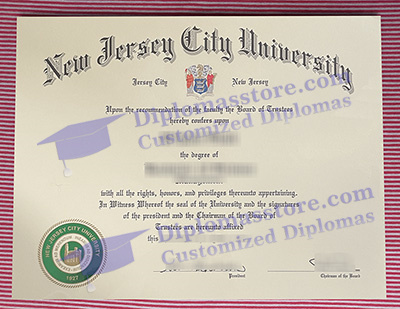 New Jersey City University
Jersey City New Jersey
Upon the recommendation of the faculty the Board of Trustees
hereby confers upon
the degree of
with all the rights, honors, and privileges thereunto appertaining.
In Witness Whereof the seal of the University and the signatures
of the president and the Chairman of the Board of
Trustees are hereunto affixed
this
President
Chairman of the Board
NEW JERSEY CITY UNIVERSITY
1927
Diplomasstore.com
Customized Diplomas
Diplomasstore.com
Customized Diplomas